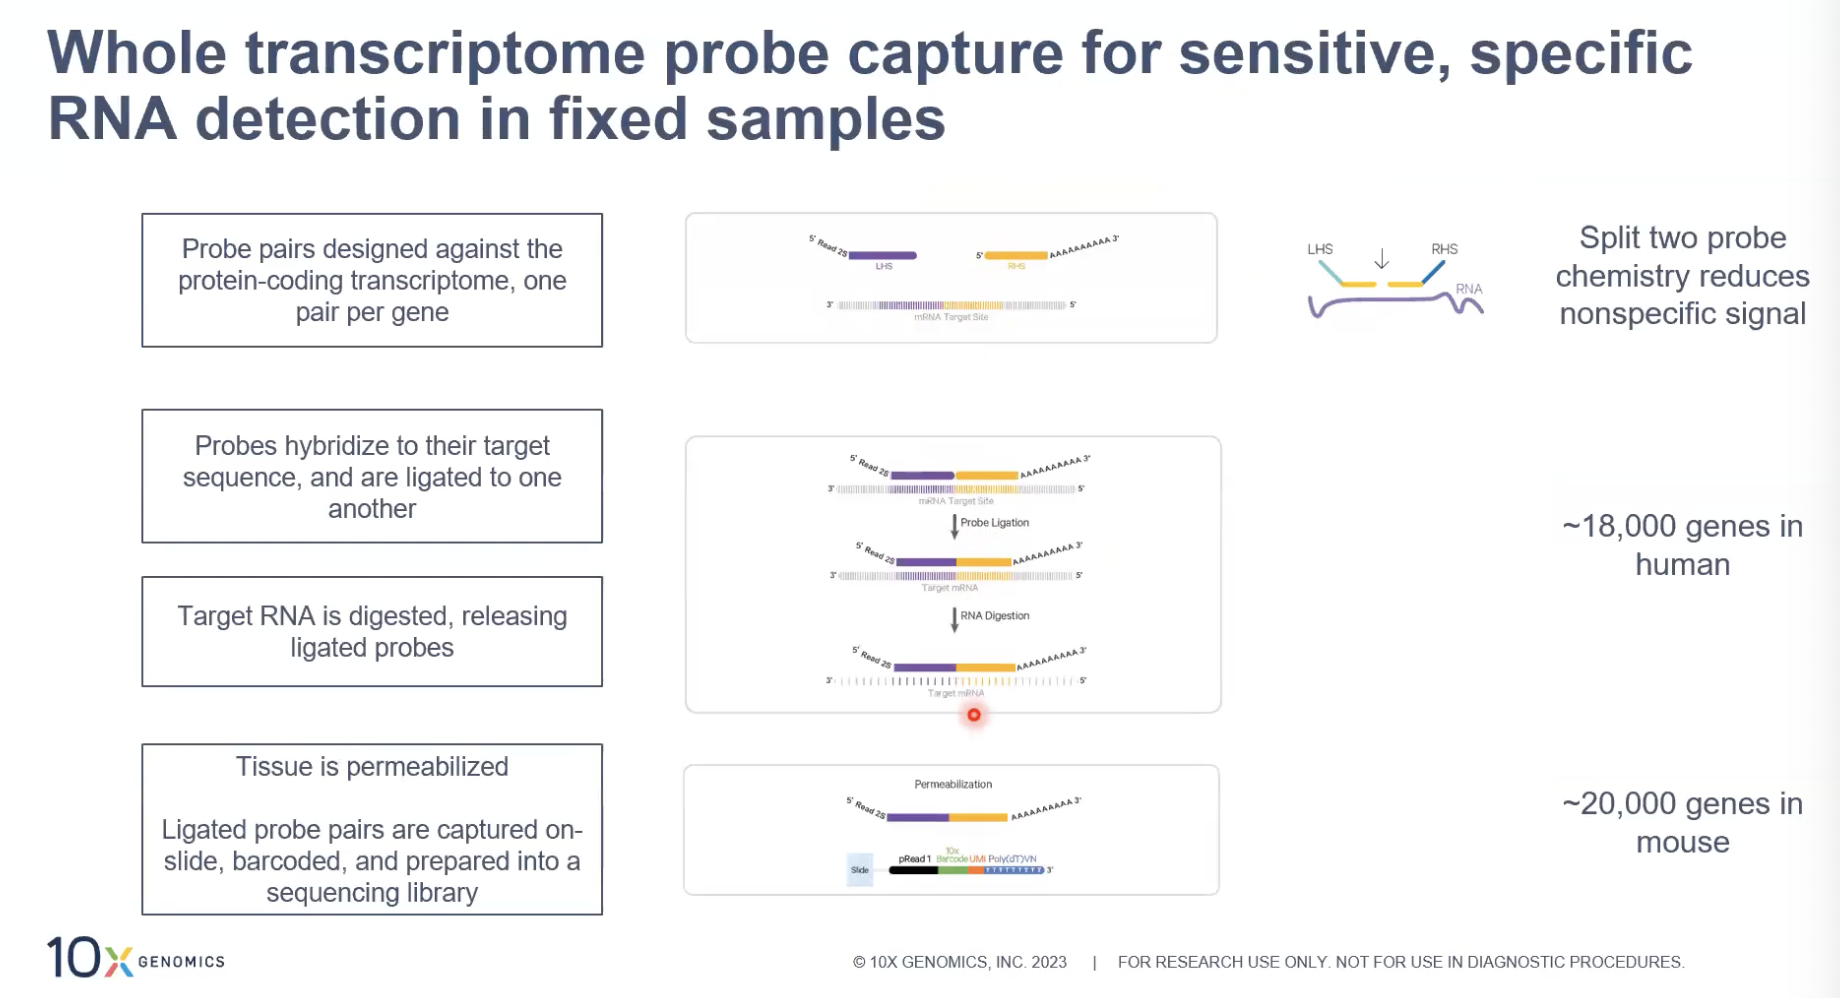 Whole transcriptome probe capture for sensitive, specific
RNA detection in fixed samples
Probe pairs designed against the
protein-coding transcriptome, one
pair per gene
5' Read 2S
LHS
5'
RHS
AAAAAAAAA 3'
3'
5'
mRNA Target Site
LHS
RHS
RNA
Split two probe
chemistry reduces
nonspecific signal
Probes hybridize to their target
sequence, and are ligated to one
another
Target RNA is digested, releasing
ligated probes
5' Read 2S
AAAAAAAAAA 3'
3'
5'
mRNA Target Site
Probe Ligation
5' Read 2S
AAAAAAAAAA 3'
3'
5'
Target mRNA
RNA Digestion
5' Read 2S
AAAAAAAAAA 3'
3'
5'
Target mRNA
~18,000 genes in
human
Tissue is permeabilized
Ligated probe pairs are captured on-
slide, barcoded, and prepared into a
sequencing library
Permeabilization
5' Read 2S
AAAAAAAAAA 3'
10x
pRead 1 Barcode UMI Poly(dT)VN
Slide
TTTTTTTTT 3'
~20,000 genes in
mouse
10x GENOMICS
© 10X GENOMICS, INC. 2023 | FOR RESEARCH USE ONLY. NOT FOR USE IN DIAGNOSTIC PROCEDURES.